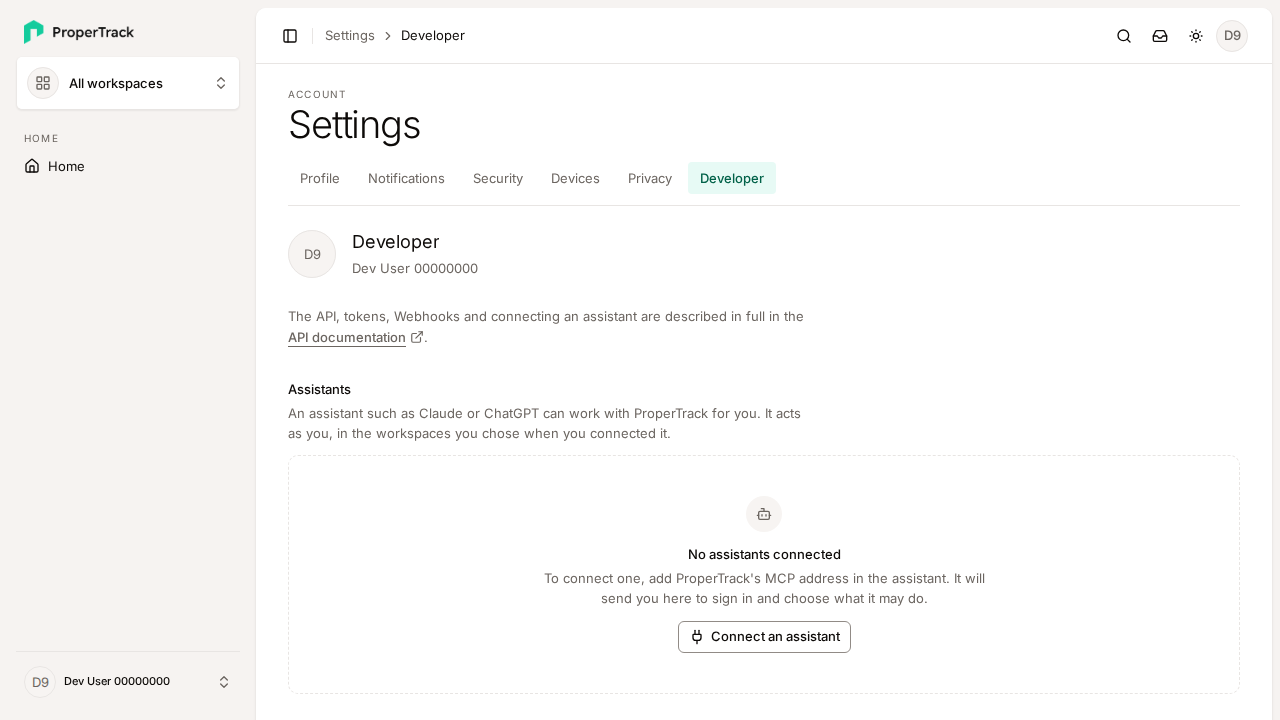 ProperTrack
All workspaces
HOME
Home
D9
Dev User 00000000
Settings
Developer
D9
ACCOUNT
Settings
Profile
Notifications
Security
Devices
Privacy
Developer
D9
Developer
Dev User 00000000
The API, tokens, Webhooks and connecting an assistant are described in full in the
API documentation .
Assistants
An assistant such as Claude or ChatGPT can work with ProperTrack for you. It acts
as you, in the workspaces you chose when you connected it.
No assistants connected
To connect one, add ProperTrack's MCP address in the assistant. It will
send you here to sign in and choose what it may do.
Connect an assistant